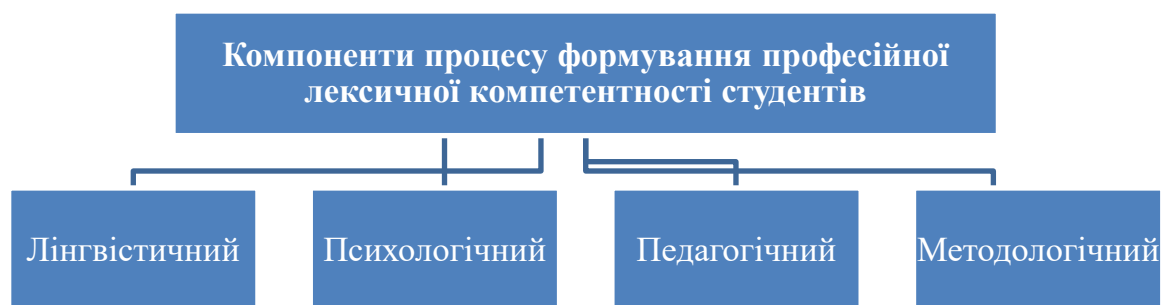 Компоненти процесу формування професійної
лексичної компетентності студентів
Лінгвістичний
Психологічний
Педагогічний
Методологічний